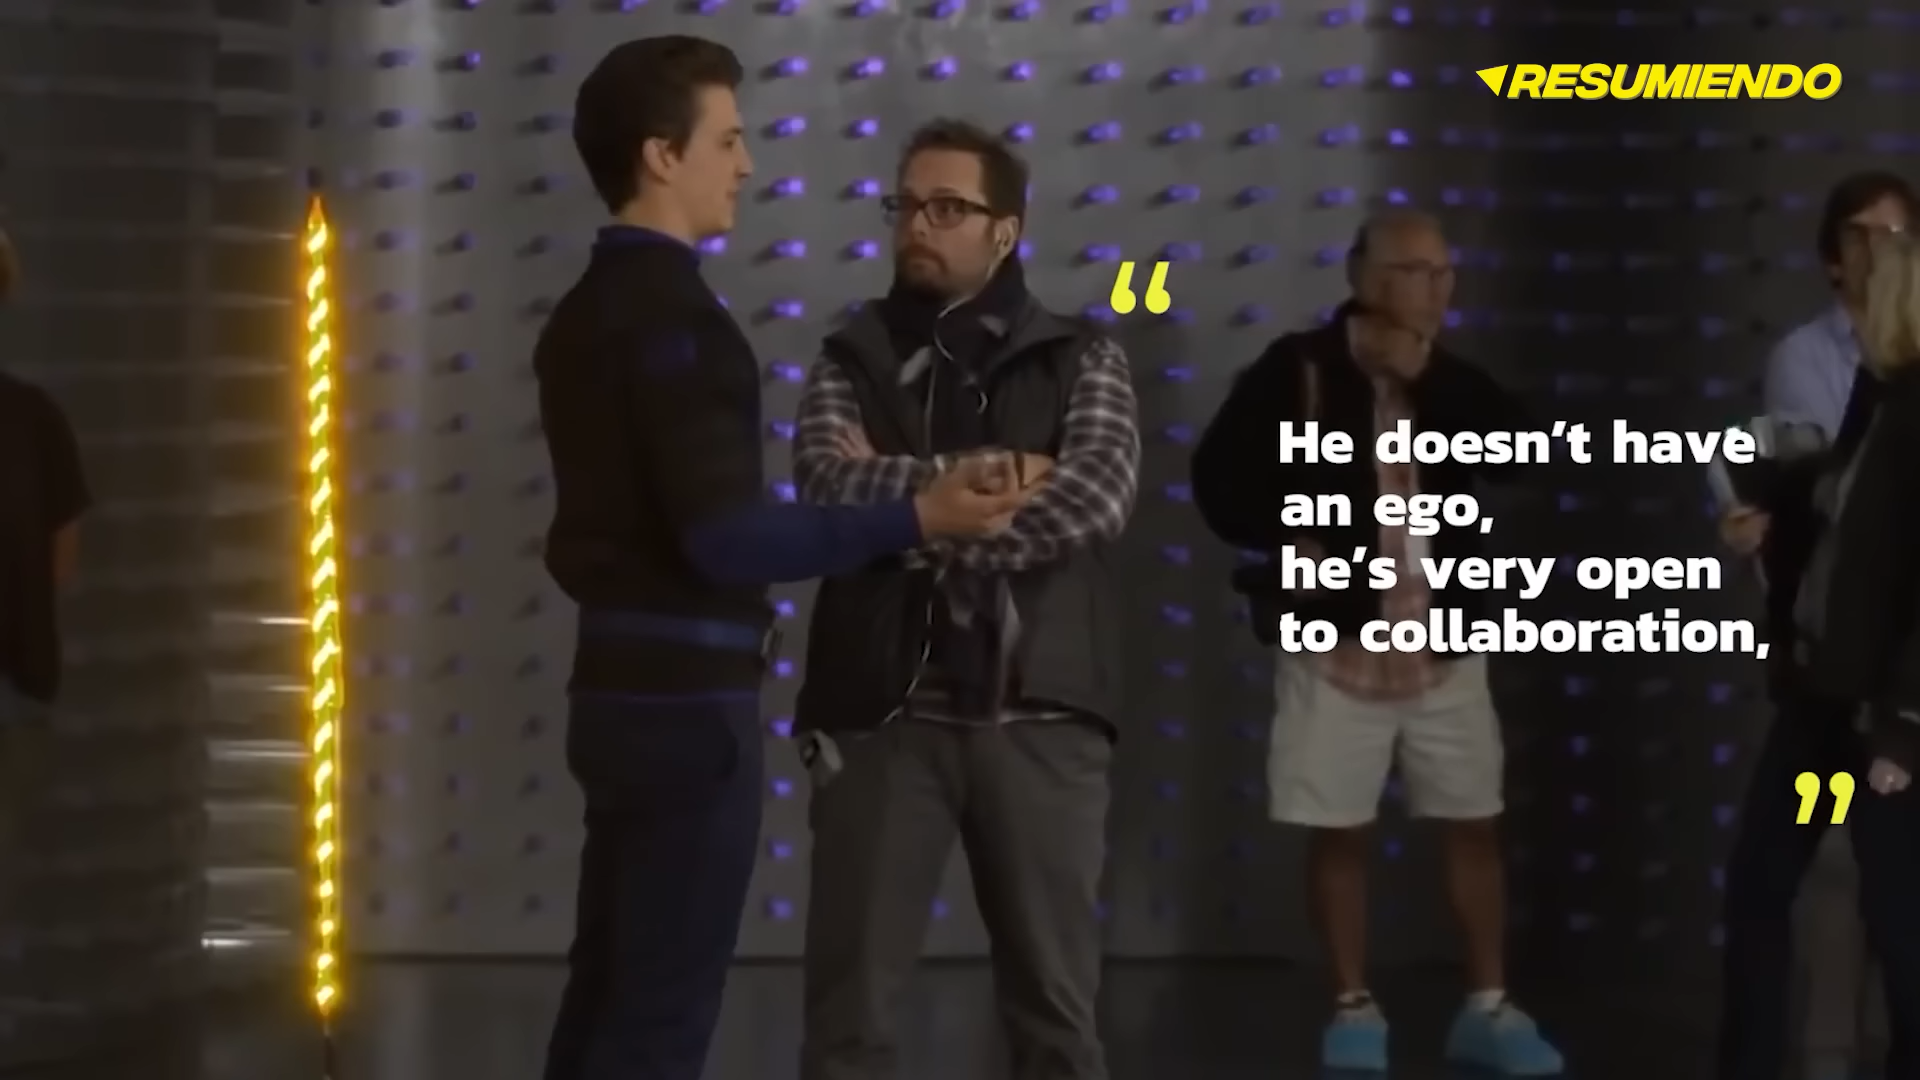 RESUMIENDO
“
He doesn’t have
an ego,
he’s very open
to collaboration,
”